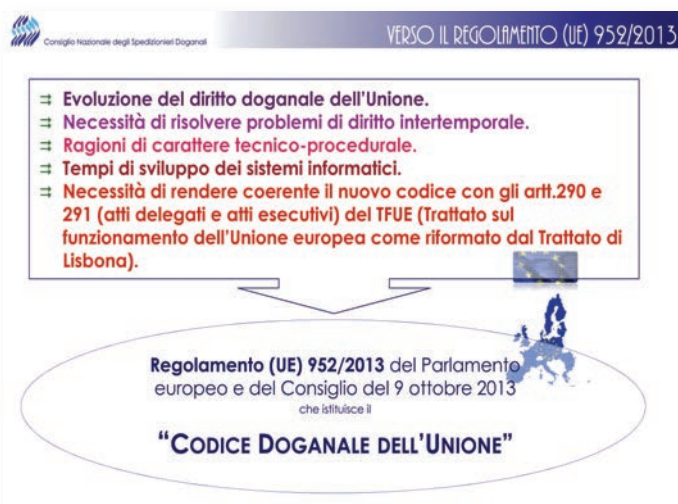 Consiglio Nazionale degli Spedizionieri Doganali
VERSO IL REGOLAMENTO (UE) 952/2013
⇉ Evoluzione del diritto doganale dell'Unione.
⇉ Necessità di risolvere problemi di diritto intertemporale.
⇉ Ragioni di carattere tecnico-procedurale.
⇉ Tempi di sviluppo dei sistemi informatici.
⇉ Necessità di rendere coerente il nuovo codice con gli artt.290 e
291 (atti delegati e atti esecutivi) del TFUE (Trattato sul
funzionamento dell'Unione europea come riformato dal Trattato di
Lisbona).
Regolamento (UE) 952/2013 del Parlamento
europeo e del Consiglio del 9 ottobre 2013
che istituisce il
"CODICE DOGANALE DELL'UNIONE"